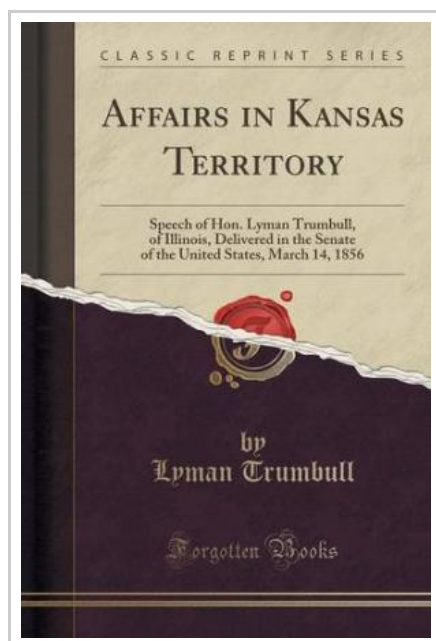 CLASSIC REPRINT SERIES
AFFAIRS IN KANSAS
TERRITORY
Speech of Hon. Lyman Trumbull,
of Illinois, Delivered in the Senate
of the United States, March 14, 1856
by
Lyman Trumbull
Forgotten Books